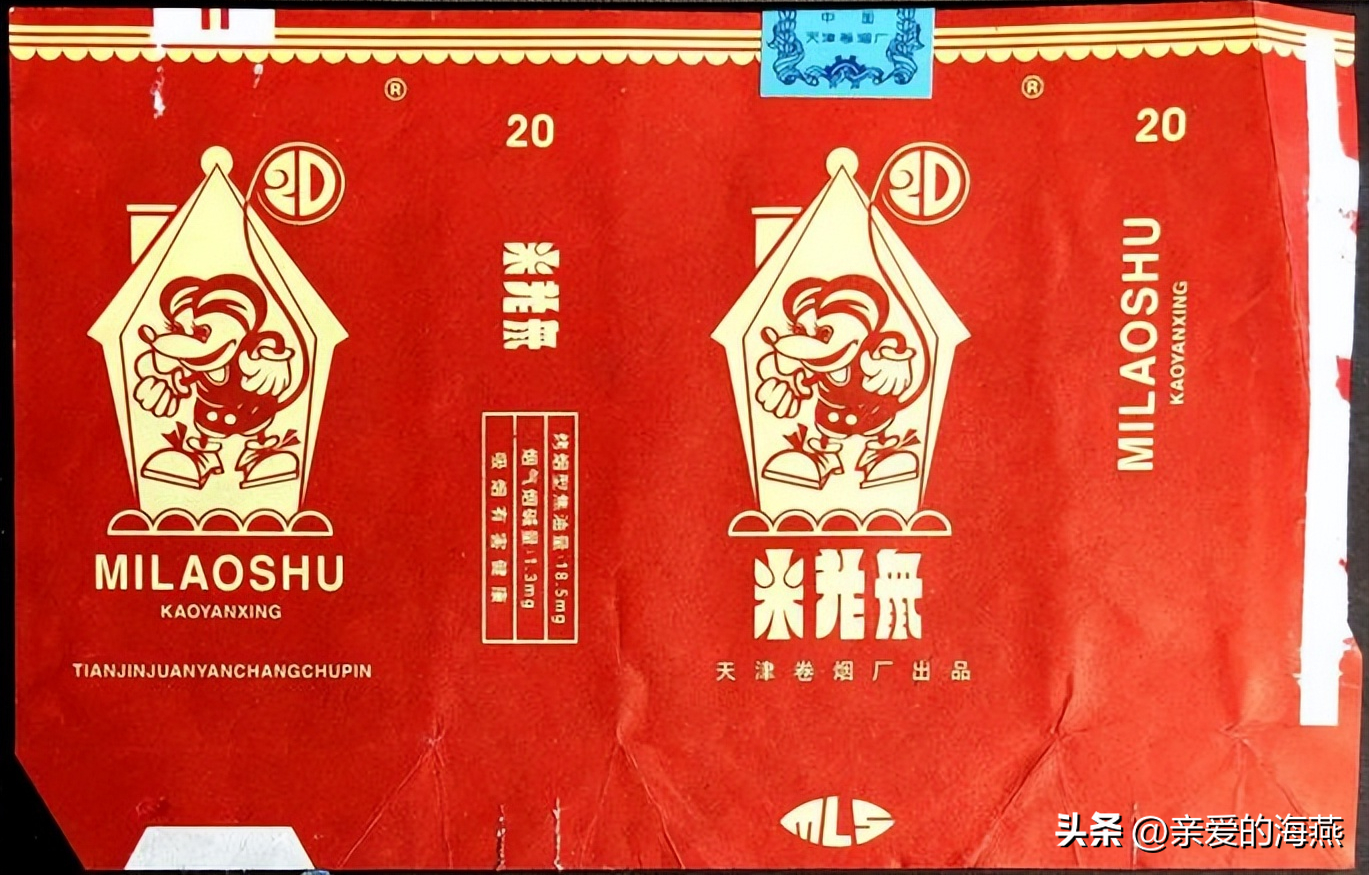 ®
MILAOSHU
KAOYANXING
TIANJINJUANYANCHANGCHUPIN
20
米老鼠
烤烟型焦油量:18.5mg
烟气烟碱量:1.3mg
吸烟有害健康
中国
天津卷烟厂
®
米老鼠
天津卷烟厂出品
MLS
20
MILAOSHU
KAOYANXING
头条 @亲爱的海燕